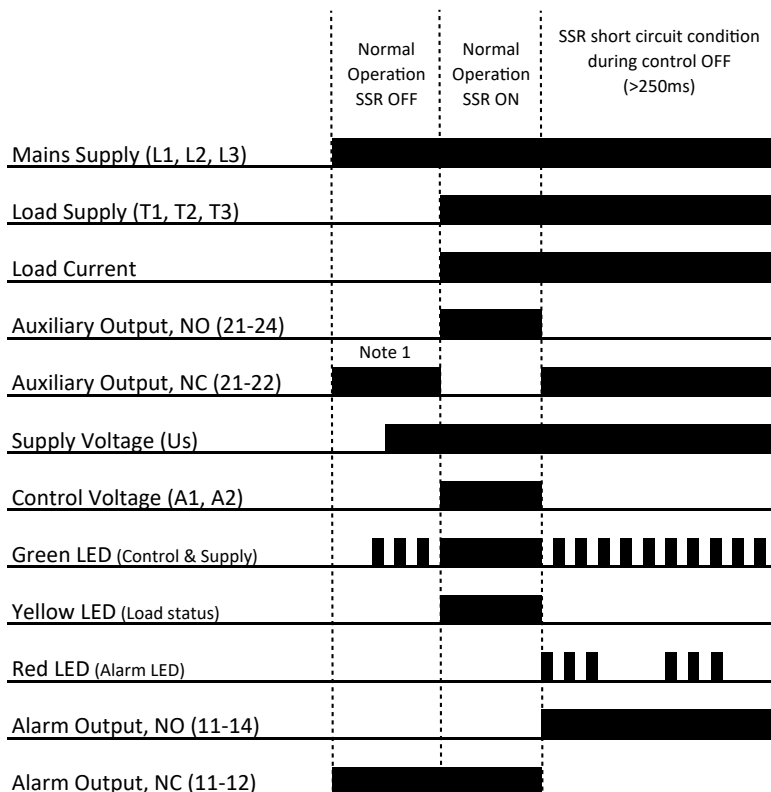 Normal
Operation
SSR OFF
Normal
Operation
SSR ON
SSR short circuit condition
during control OFF
(>250ms)
Mains Supply (L1, L2, L3)
Load Supply (T1, T2, T3)
Load Current
Auxiliary Output, NO (21-24)
Note 1
Auxiliary Output, NC (21-22)
Supply Voltage (Us)
Control Voltage (A1, A2)
Green LED (Control & Supply)
Yellow LED (Load status)
Red LED (Alarm LED)
Alarm Output, NO (11-14)
Alarm Output, NC (11-12)